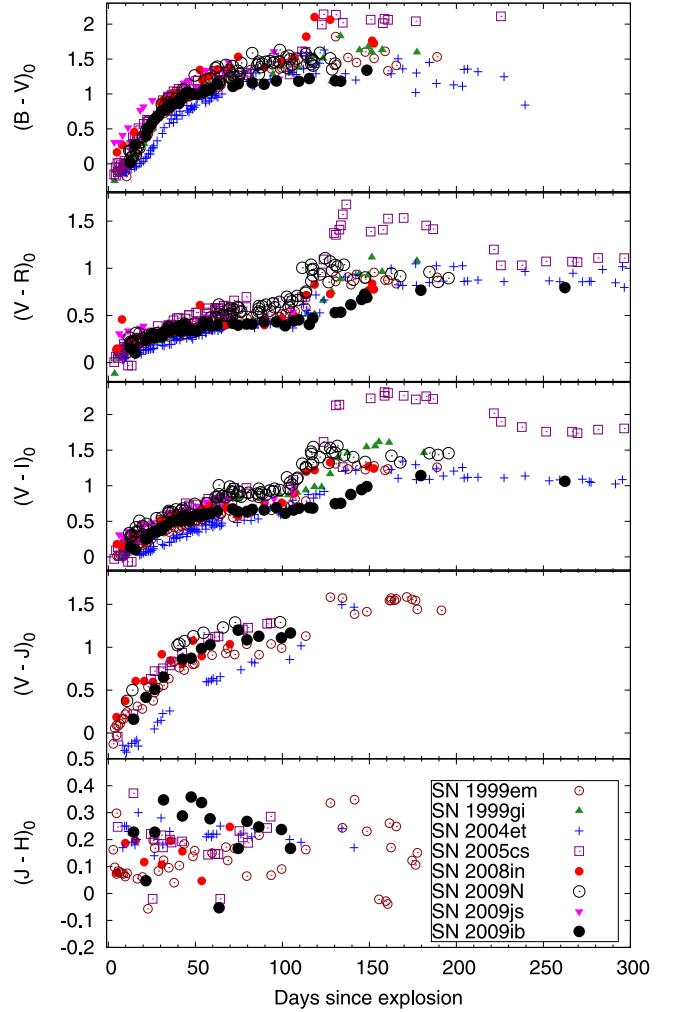 (B - V)0
2
1.5
1
0.5
0
(V - R)0
1.5
1
0.5
0
(V - I)0
2
1.5
1
0.5
0
(V - J)0
1.5
1
0.5
0
0.5
(J - H)0
0.4
0.3
0.2
0.1
0
-0.1
-0.2
SN 1999em
SN 1999gi
SN 2004et
SN 2005cs
SN 2008in
SN 2009N
SN 2009js
SN 2009ib
0 50 100 150 200 250 300
Days since explosion